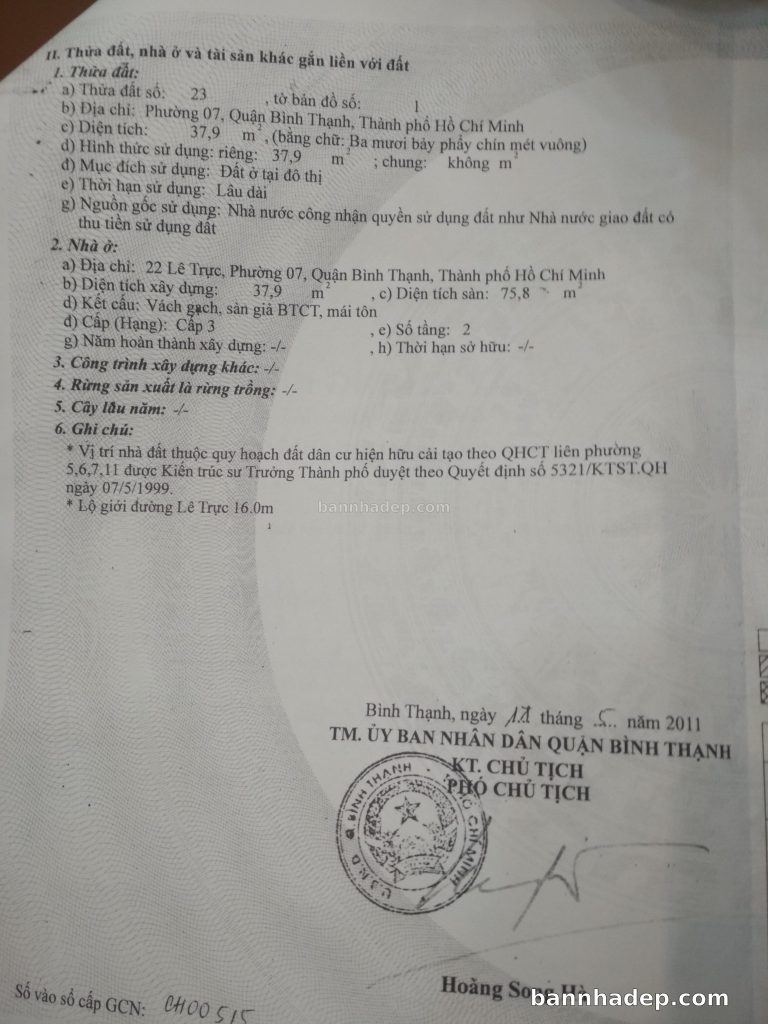 II. Thửa đất, nhà ở và tài sản khác gắn liền với đất
1. Thửa đất:
a) Thửa đất số: 23 , tờ bản đồ số: 1
b) Địa chỉ: Phường 07, Quận Bình Thạnh, Thành phố Hồ Chí Minh
c) Diện tích: 37,9 m², (bằng chữ: Ba mươi bảy phẩy chín mét vuông)
d) Hình thức sử dụng: riêng: 37,9 m² ; chung: không m²
đ) Mục đích sử dụng: Đất ở tại đô thị
e) Thời hạn sử dụng: Lâu dài
g) Nguồn gốc sử dụng: Nhà nước công nhận quyền sử dụng đất như Nhà nước giao đất có
thu tiền sử dụng đất
2. Nhà ở:
a) Địa chỉ: 22 Lê Trực, Phường 07, Quận Bình Thạnh, Thành phố Hồ Chí Minh
b) Diện tích xây dựng: 37,9 m² , c) Diện tích sàn: 75,8 m²
d) Kết cấu: Vách gạch, sàn giả BTCT, mái tôn
đ) Cấp (Hạng): Cấp 3 , e) Số tầng: 2
g) Năm hoàn thành xây dựng: -/- , h) Thời hạn sở hữu: -/-
3. Công trình xây dựng khác: -/-
4. Rừng sản xuất là rừng trồng: -/-
5. Cây lâu năm: -/-
6. Ghi chú:
* Vị trí nhà đất thuộc quy hoạch đất dân cư hiện hữu cải tạo theo QHCT liên phường
5,6,7,11 được Kiến trúc sư Trưởng Thành phố duyệt theo Quyết định số 5321/KTST.QH
ngày 07/5/1999.
* Lộ giới đường Lê Trực 16.0m
bannhadep.com
Bình Thạnh, ngày tháng 5 năm 2011
TM. ỦY BAN NHÂN DÂN QUẬN BÌNH THẠNH
KT. CHỦ TỊCH
PHÓ CHỦ TỊCH
U.B.N.D Q.BÌNH THẠNH * T.P HỒ CHÍ MINH
Hoàng Song Hà
Số vào sổ cấp GCN: CH00515
bannhadep.com